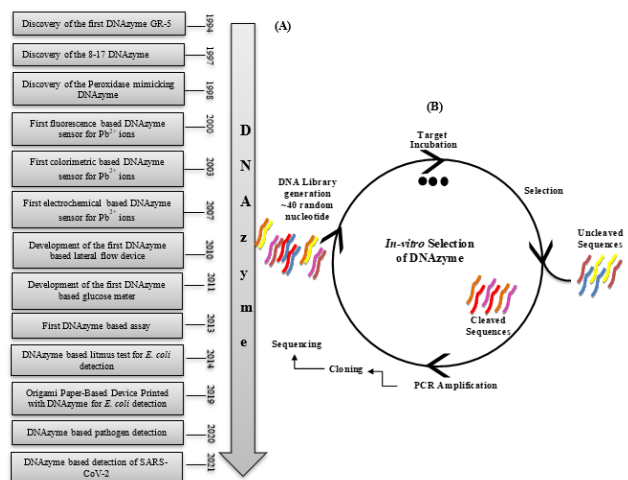 (A)
Discovery of the first DNAzyme GR-5
1994
Discovery of the 8-17 DNAzyme
1997
Discovery of the Peroxidase mimicking
DNAzyme
1998
First fluorescence based DNAzyme
sensor for Pb²⁺ ions
2000
First colorimetric based DNAzyme
sensor for Pb²⁺ ions
2003
First electrochemical based DNAzyme
sensor for Pb²⁺ ions
2007
Development of the first DNAzyme
based lateral flow device
2010
Development of the first DNAzyme
based glucose meter
2011
First DNAzyme based assay
2013
DNAzyme based litmus test for E. coli
detection
2014
Origami Paper-Based Device Printed
with DNAzyme for E. coli detection
2019
DNAzyme based pathogen detection
2020
DNAzyme based detection of SARS-
CoV-2
2021
D
N
A
z
y
m
e
(B)
Target
Incubation
DNA Library
generation
~40 random
nucleotide
Selection
In-vitro Selection
of DNAzyme
Uncleaved
Sequences
Cleaved
Sequences
PCR Amplification
Cloning
Sequencing